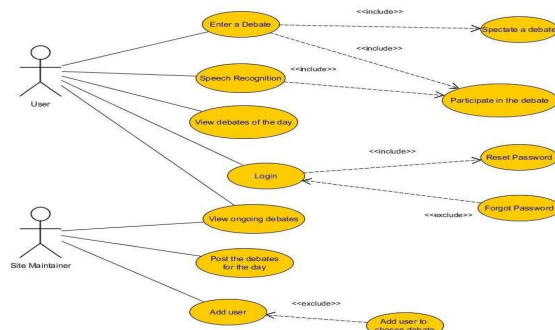 Enter a Debate
<<include>>
Spectate a debate
<<include>>
User
Speech Recognition
<<include>>
Participate in the debate
View debates of the day
<<include>>
Reset Password
Login
Forgot Password
<<exclude>>
View ongoing debates
Site Maintainer
Post the debates
for the day
Add user
<<exclude>>
Add user to
chosen debate